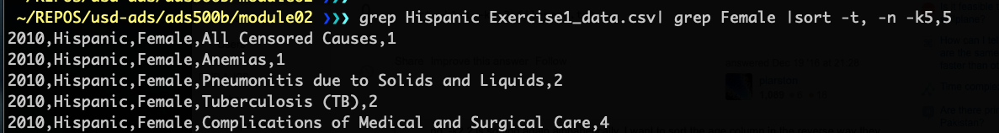 ~/REPOS/usd-ads/ads500b/module02 ❯❯❯ grep Hispanic Exercise1_data.csv| grep Female |sort -t, -n -k5,5
2010,Hispanic,Female,All Censored Causes,1
2010,Hispanic,Female,Anemias,1
2010,Hispanic,Female,Pneumonitis due to Solids and Liquids,2
2010,Hispanic,Female,Tuberculosis (TB),2
2010,Hispanic,Female,Complications of Medical and Surgical Care,4